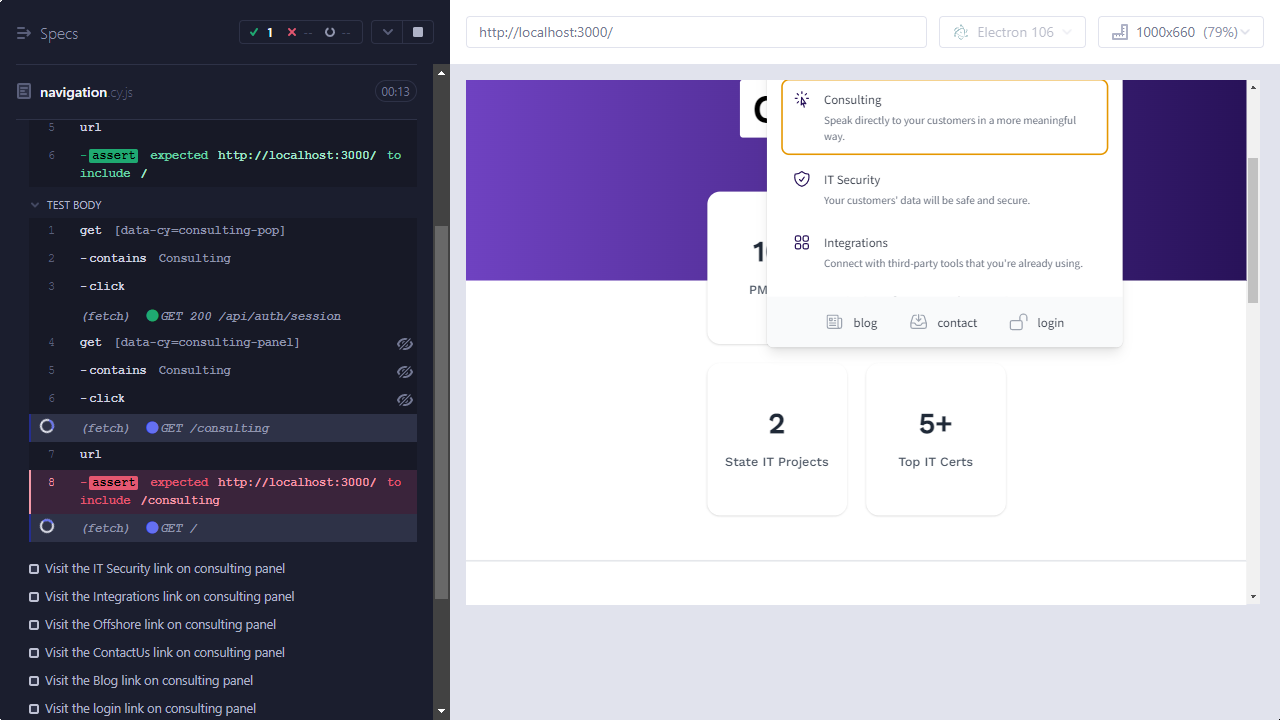 Specs
1
--
--
http://localhost:3000/
Electron 106
1000x660 (79%)
navigation.cy.js
00:13
5 url
6 -assert expected http://localhost:3000/ to
include /
TEST BODY
1 get [data-cy=consulting-pop]
2 -contains Consulting
3 -click
(fetch) GET 200 /api/auth/session
4 get [data-cy=consulting-panel]
5 -contains Consulting
6 -click
(fetch) GET /consulting
7 url
8 -assert expected http://localhost:3000/ to
include /consulting
(fetch) GET /
Visit the IT Security link on consulting panel
Visit the Integrations link on consulting panel
Visit the Offshore link on consulting panel
Visit the ContactUs link on consulting panel
Visit the Blog link on consulting panel
Visit the login link on consulting panel
Consulting
Speak directly to your customers in a more meaningful
way.
IT Security
Your customers' data will be safe and secure.
Integrations
Connect with third-party tools that you're already using.
PM
blog
contact
login
2
State IT Projects
5+
Top IT Certs